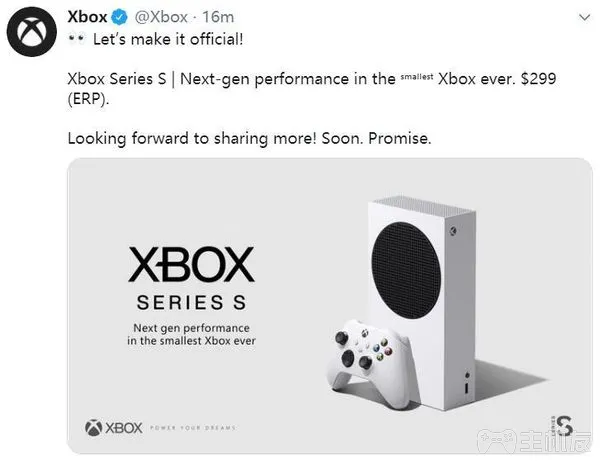 Xbox @Xbox · 16m
👀 Let's make it official!
Xbox Series S | Next-gen performance in the ˢᵐᵃˡˡᵉˢᵗ Xbox ever. $299
(ERP).
Looking forward to sharing more! Soon. Promise.
XBOX
SERIES S
Next gen performance
in the smallest Xbox ever
XBOX POWER YOUR DREAMS
SERIES S